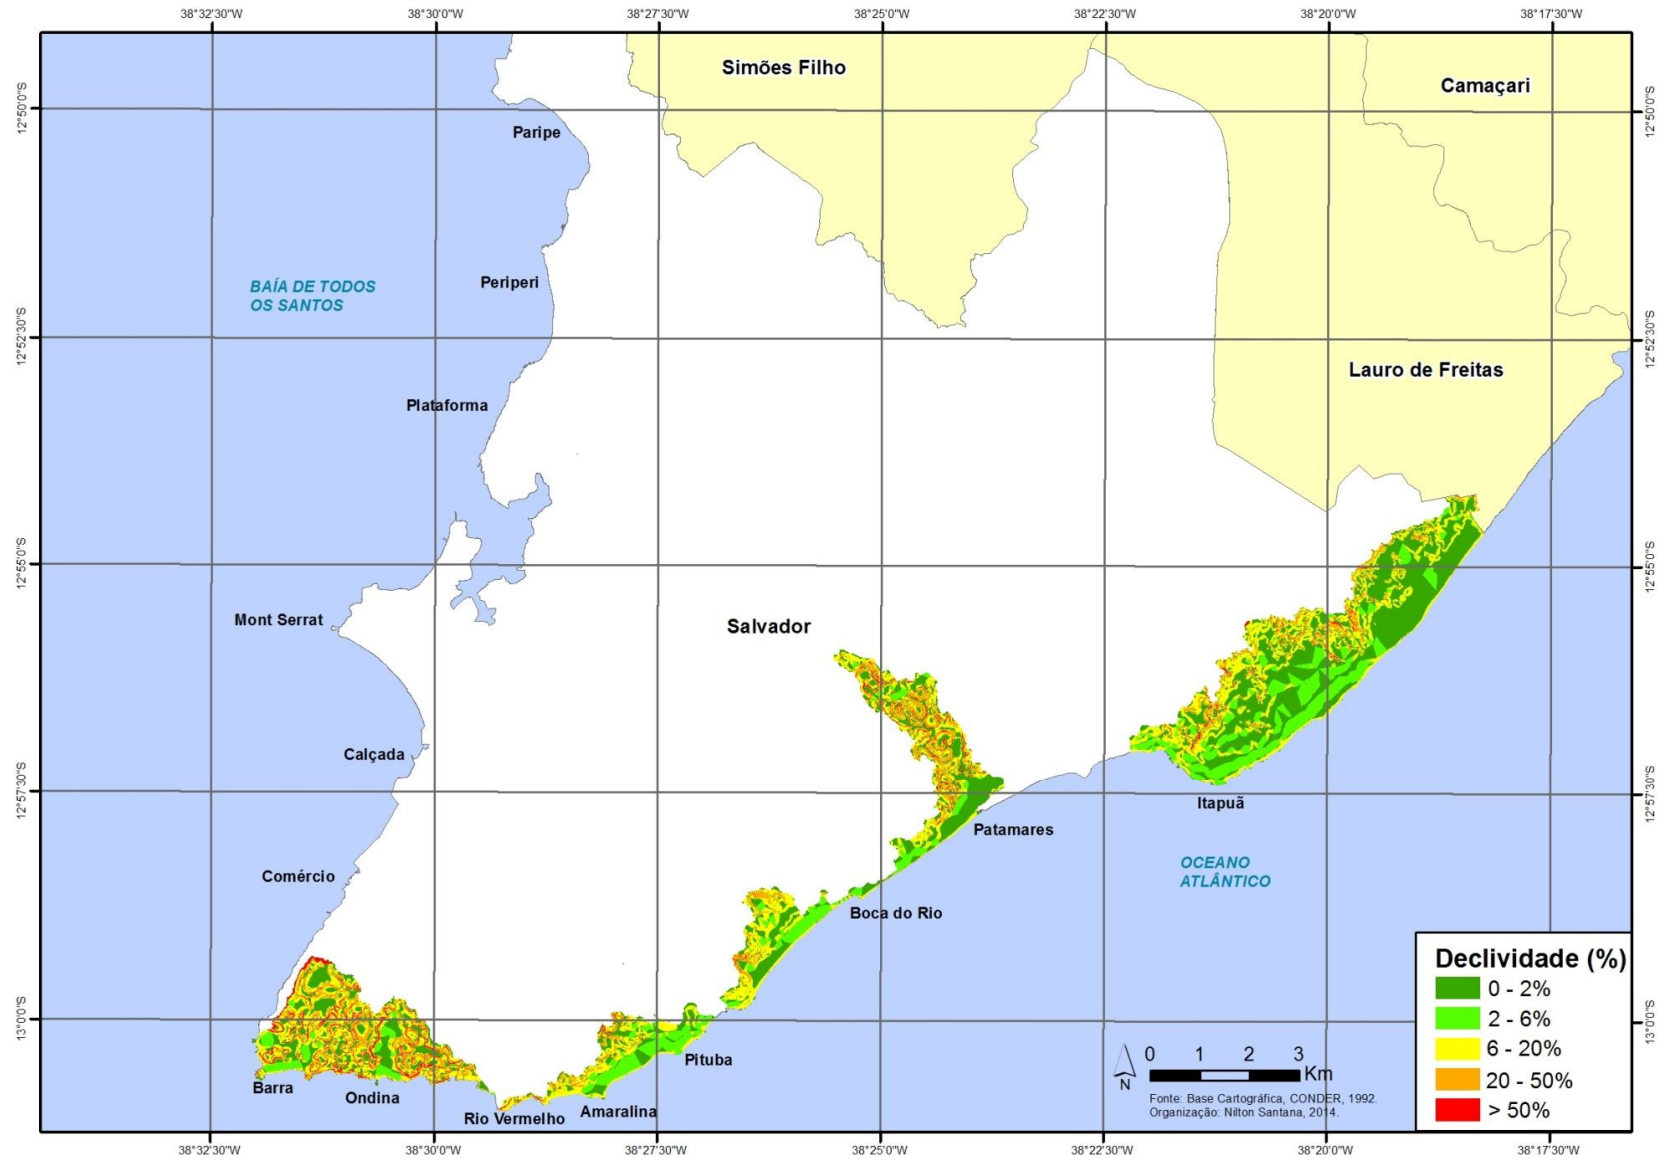 38°32'30"W
38°30'0"W
38°27'30"W
38°25'0"W
38°22'30"W
38°20'0"W
38°17'30"W
12°50'0"S
12°50'0"S
Simões Filho
Camaçari
Paripe
BAÍA DE TODOS
OS SANTOS
Periperi
12°52'30"S
12°52'30"S
Lauro de Freitas
Plataforma
12°55'0"S
12°55'0"S
Mont Serrat
Salvador
Calçada
12°57'30"S
12°57'30"S
Itapuã
Patamares
OCEANO
ATLÂNTICO
Comércio
Boca do Rio
13°0'0"S
13°0'0"S
Pituba
Barra
Ondina
Rio Vermelho
Amaralina
N
0 1 2 3
Km
Fonte: Base Cartográfica, CONDER, 1992.
Organização: Nilton Santana, 2014.
Declividade (%)
0 - 2%
2 - 6%
6 - 20%
20 - 50%
> 50%
38°32'30"W
38°30'0"W
38°27'30"W
38°25'0"W
38°22'30"W
38°20'0"W
38°17'30"W